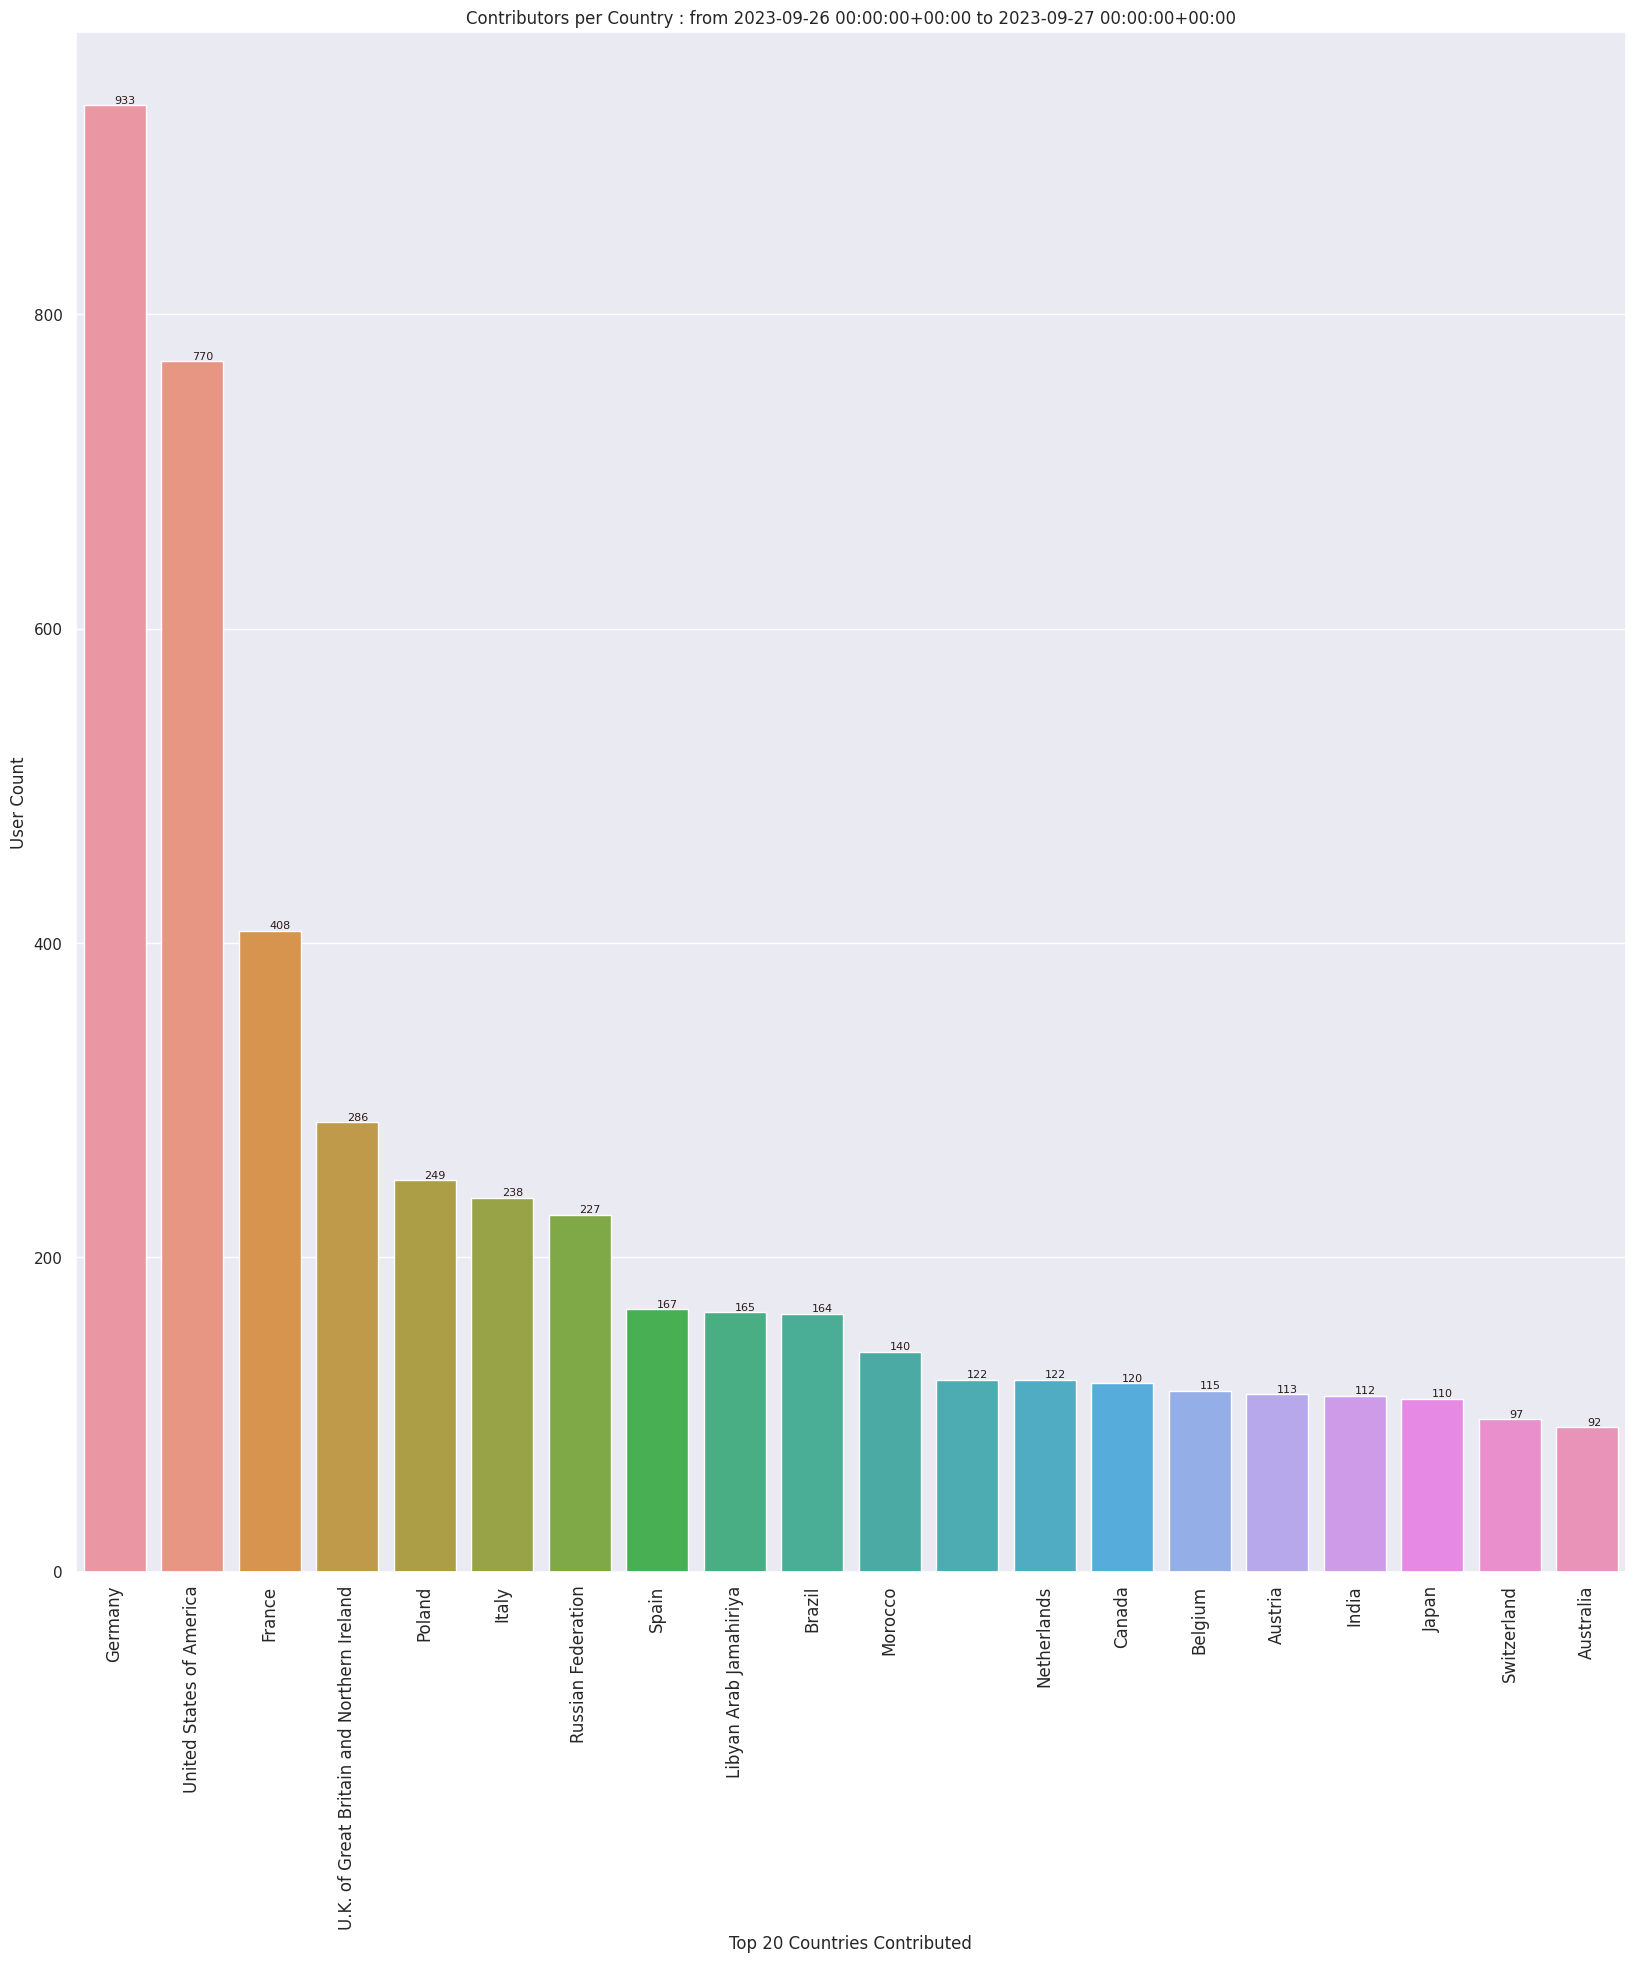 Contributors per Country : from 2023-09-26 00:00:00+00:00 to 2023-09-27 00:00:00+00:00
User Count
800
600
400
200
0
933
770
408
286
249
238
227
167
165
164
140
122
122
120
115
113
112
110
97
92
Germany
United States of America
France
U.K. of Great Britain and Northern Ireland
Poland
Italy
Russian Federation
Spain
Libyan Arab Jamahiriya
Brazil
Morocco
Netherlands
Canada
Belgium
Austria
India
Japan
Switzerland
Australia
Top 20 Countries Contributed